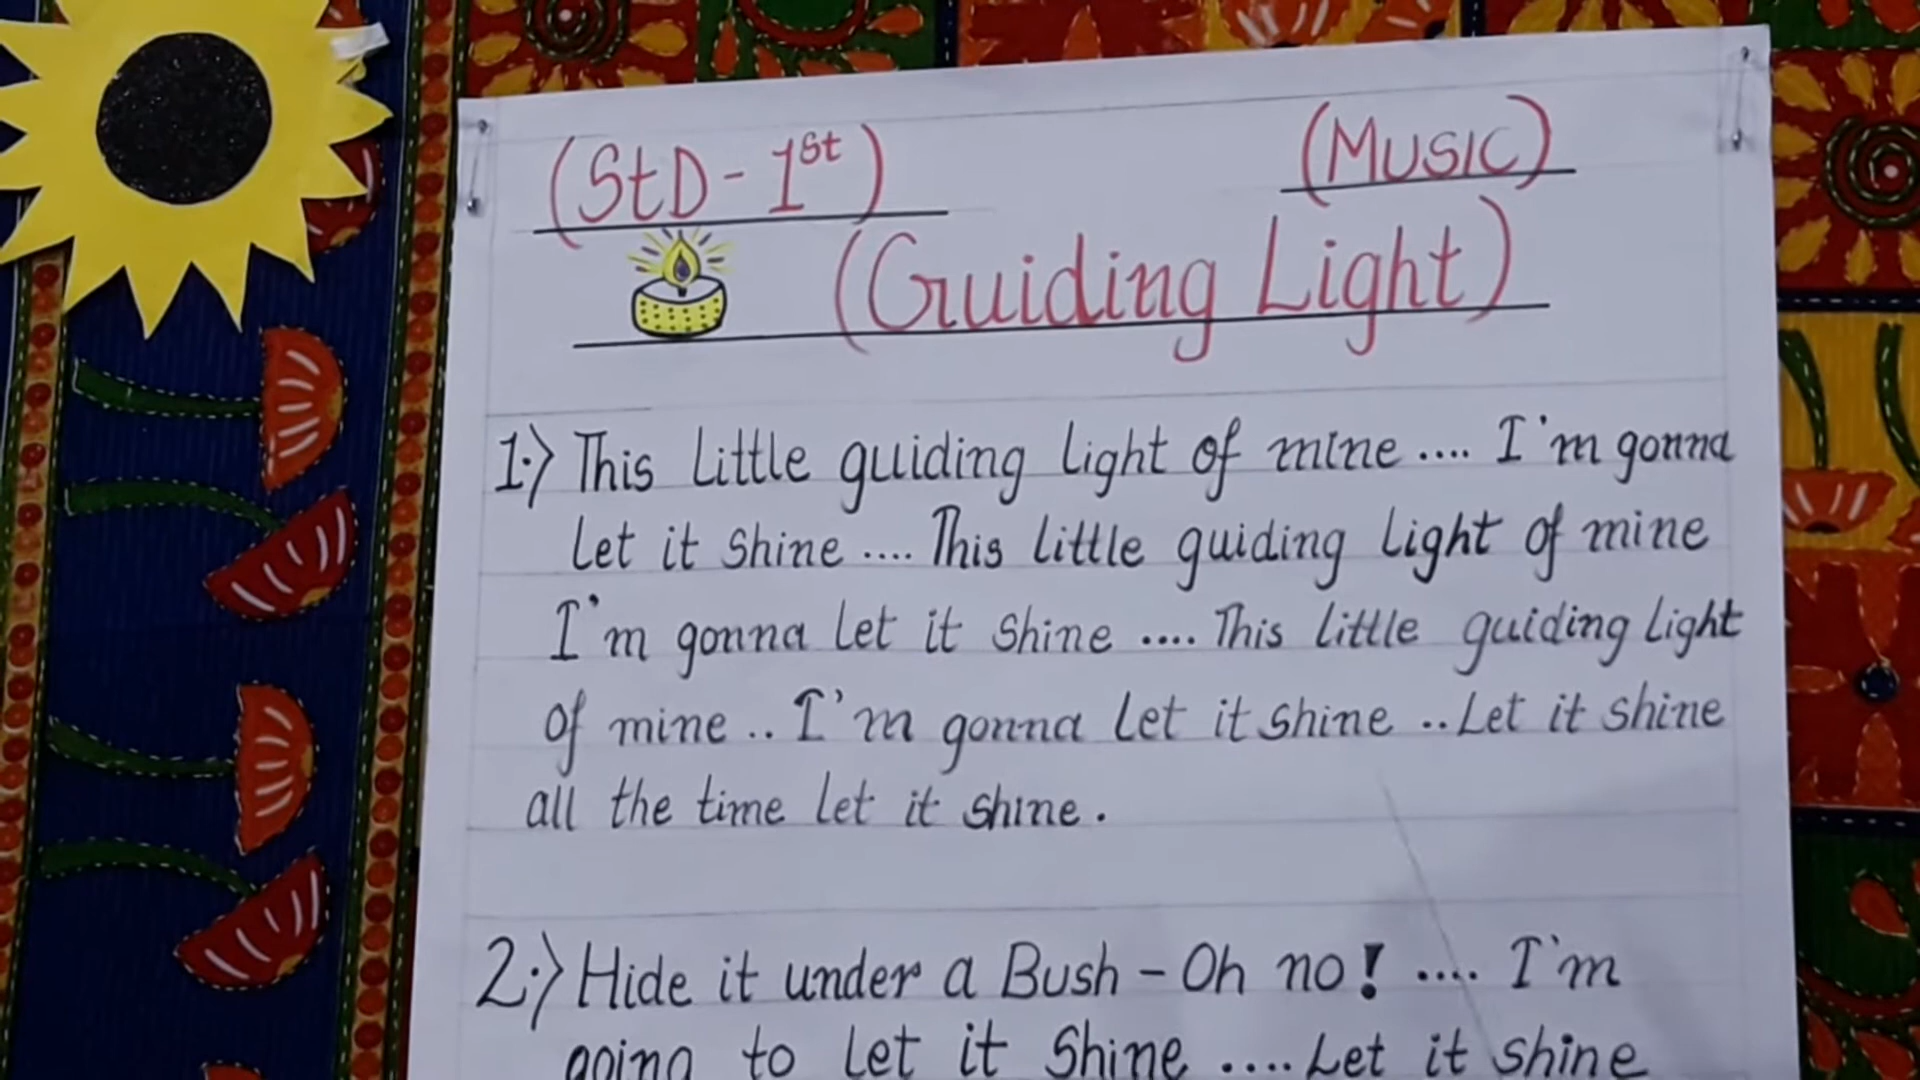 (StD - 1St) (Music)
(Guiding Light)
1.) This Little guiding light of mine .... I'm gonna
Let it shine .... This little guiding Light of mine
I'm gonna Let it shine .... This little guiding Light
of mine .. I'm gonna Let it shine .. Let it shine
all the time let it shine.
2.) Hide it under a Bush - Oh no! .... I'm
going to Let it Shine .... Let it shine